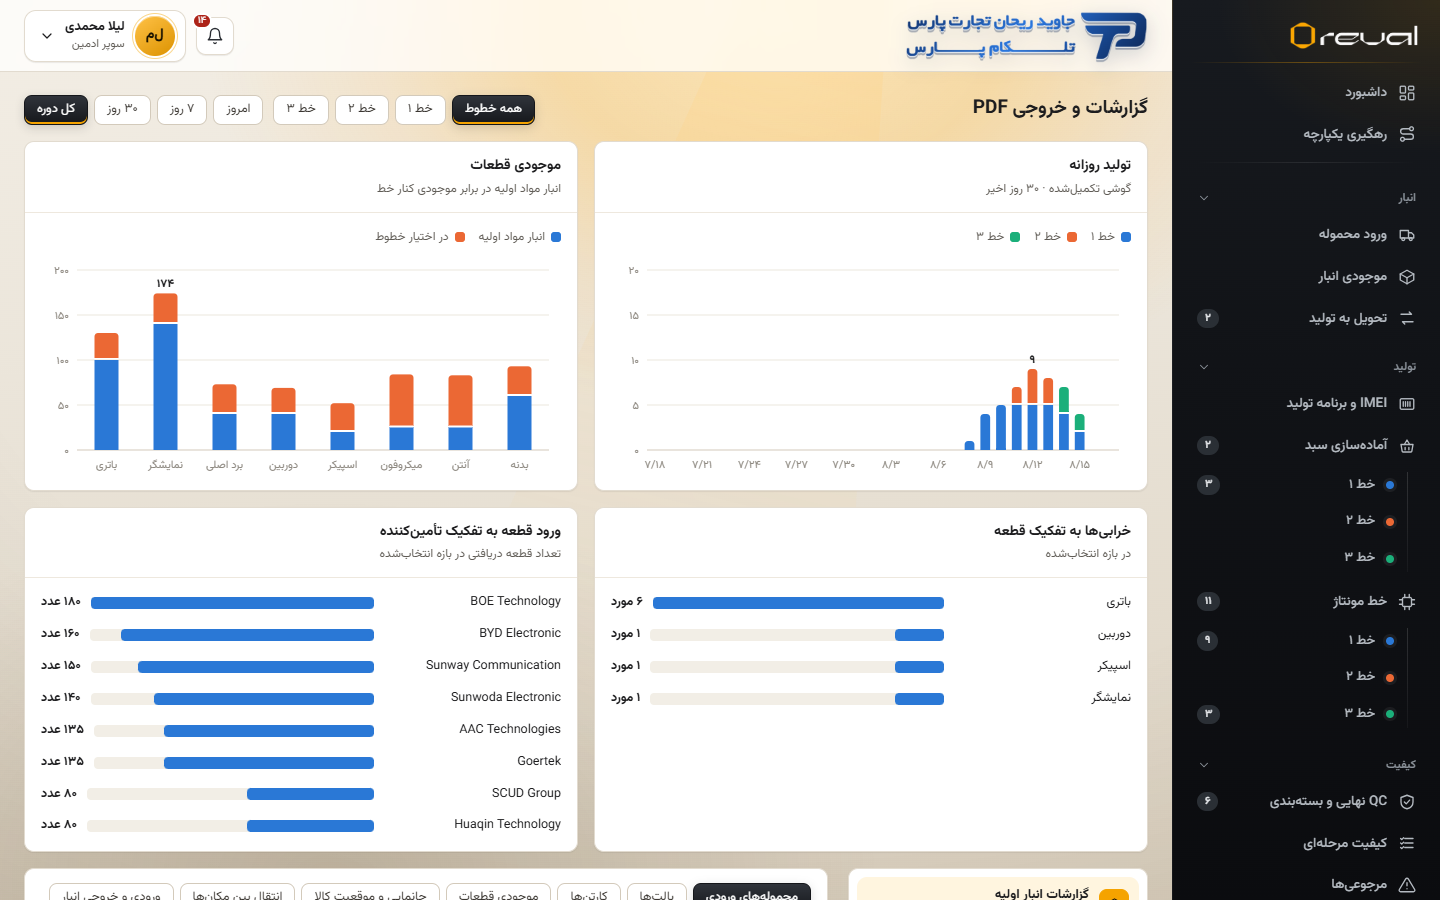 reval
داشبورد
رهگیری یکپارچه
انبار
ورود محموله
موجودی انبار
تحویل به تولید ۲
تولید
IMEI و برنامه تولید
آماده‌سازی سبد ۲
خط ۱ ۳
خط ۲
خط ۳
خط مونتاژ ۱۱
خط ۱ ۹
خط ۲
خط ۳ ۳
کیفیت
QC نهایی و بسته‌بندی ۶
کیفیت مرحله‌ای
مرجوعی‌ها
جاوید ریحان تجارت پارس
تلکام پارس
۱۴
لیلا محمدی
سوپر ادمین
ل‌م
گزارشات و خروجی PDF
همه خطوط خط ۱ خط ۲ خط ۳ امروز ۷ روز ۳۰ روز کل دوره
تولید روزانه
گوشی تکمیل‌شده · ۳۰ روز اخیر
خط ۱ خط ۲ خط ۳
۲۰
۱۵
۱۰
۵
۰
۹
۷/۱۸ ۷/۲۱ ۷/۲۴ ۷/۲۷ ۷/۳۰ ۸/۳ ۸/۶ ۸/۹ ۸/۱۲ ۸/۱۵
موجودی قطعات
انبار مواد اولیه در برابر موجودی کنار خط
انبار مواد اولیه در اختیار خطوط
۲۰۰
۱۵۰
۱۰۰
۵۰
۰
۱۷۴
بدنه آنتن میکروفون اسپیکر دوربین برد اصلی نمایشگر باتری
خرابی‌ها به تفکیک قطعه
در بازه انتخاب‌شده
باتری ۶ مورد
دوربین ۱ مورد
اسپیکر ۱ مورد
نمایشگر ۱ مورد
ورود قطعه به تفکیک تأمین‌کننده
تعداد قطعه دریافتی در بازه انتخاب‌شده
BOE Technology ۱۸۰ عدد
BYD Electronic ۱۶۰ عدد
Sunway Communication ۱۵۰ عدد
Sunwoda Electronic ۱۴۰ عدد
AAC Technologies ۱۳۵ عدد
Goertek ۱۳۵ عدد
SCUD Group ۸۰ عدد
Huaqin Technology ۸۰ عدد
گزارشات انبار اولیه
محموله‌های ورودی پالت‌ها کارتن‌ها موجودی قطعات جانمایی و موقعیت کالا انتقال بین مکان‌ها ورودی و خروجی انبار